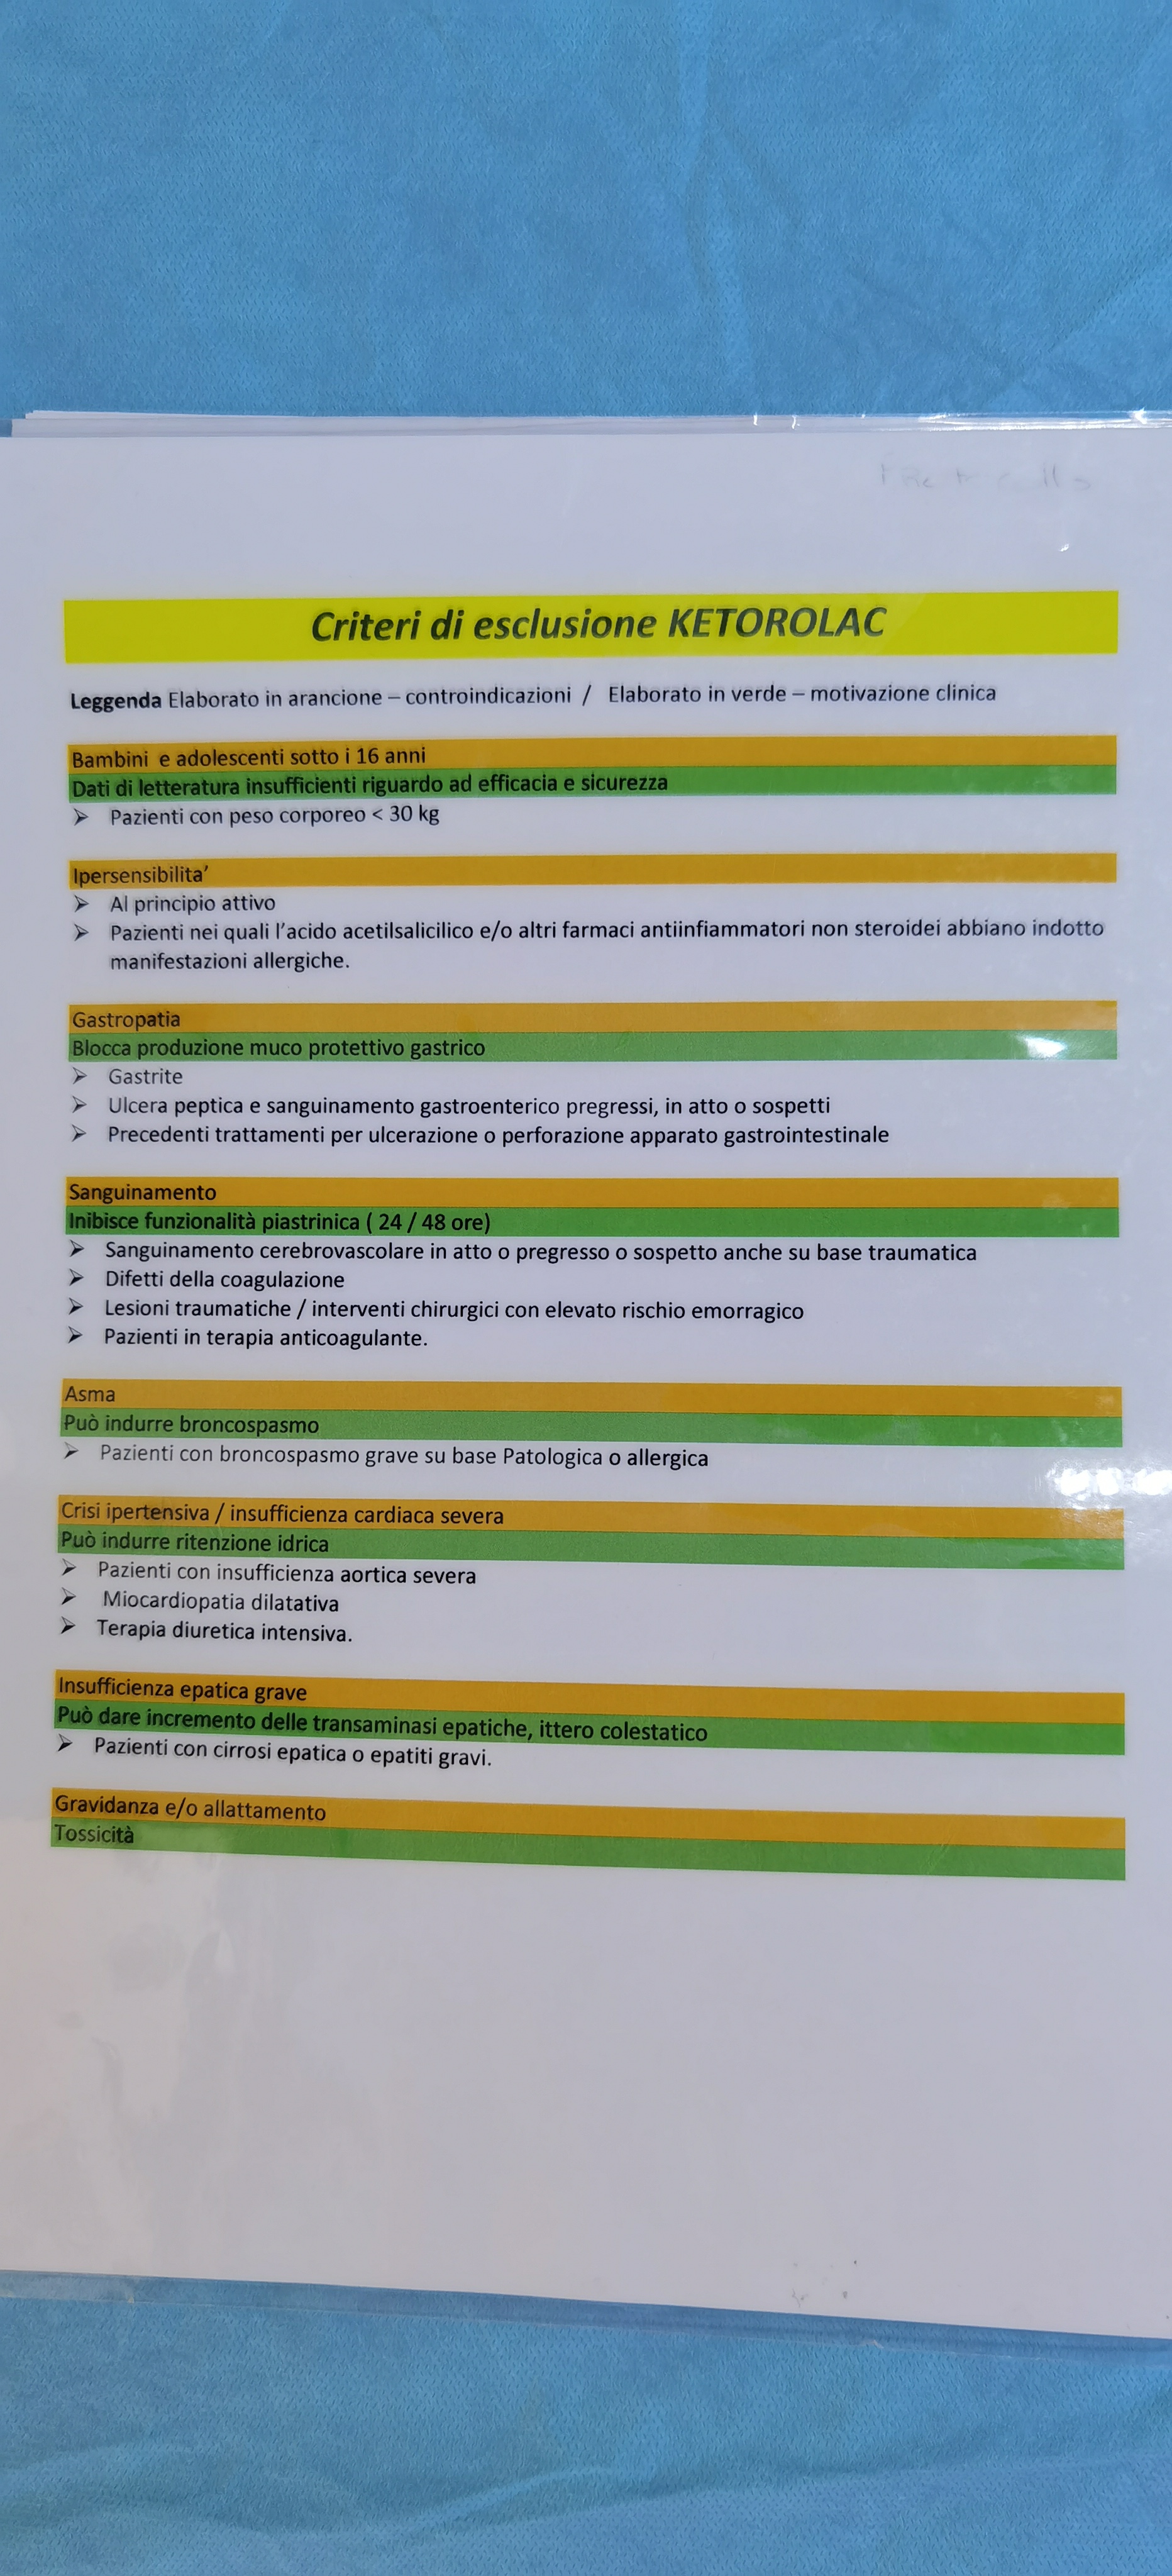 Criteri di esclusione KETOROLAC
Leggenda Elaborato in arancione – controindicazioni / Elaborato in verde – motivazione clinica
Bambini e adolescenti sotto i 16 anni
Dati di letteratura insufficienti riguardo ad efficacia e sicurezza
➢ Pazienti con peso corporeo < 30 kg
Ipersensibilita’
➢ Al principio attivo
➢ Pazienti nei quali l’acido acetilsalicilico e/o altri farmaci antiinfiammatori non steroidei abbiano indotto
manifestazioni allergiche.
Gastropatia
Blocca produzione muco protettivo gastrico
➢ Gastrite
➢ Ulcera peptica e sanguinamento gastroenterico pregressi, in atto o sospetti
➢ Precedenti trattamenti per ulcerazione o perforazione apparato gastrointestinale
Sanguinamento
Inibisce funzionalità piastrinica ( 24 / 48 ore)
➢ Sanguinamento cerebrovascolare in atto o pregresso o sospetto anche su base traumatica
➢ Difetti della coagulazione
➢ Lesioni traumatiche / interventi chirurgici con elevato rischio emorragico
➢ Pazienti in terapia anticoagulante.
Asma
Può indurre broncospasmo
➢ Pazienti con broncospasmo grave su base Patologica o allergica
Crisi ipertensiva / insufficienza cardiaca severa
Può indurre ritenzione idrica
➢ Pazienti con insufficienza aortica severa
➢ Miocardiopatia dilatativa
➢ Terapia diuretica intensiva.
Insufficienza epatica grave
Può dare incremento delle transaminasi epatiche, ittero colestatico
➢ Pazienti con cirrosi epatica o epatiti gravi.
Gravidanza e/o allattamento
Tossicità